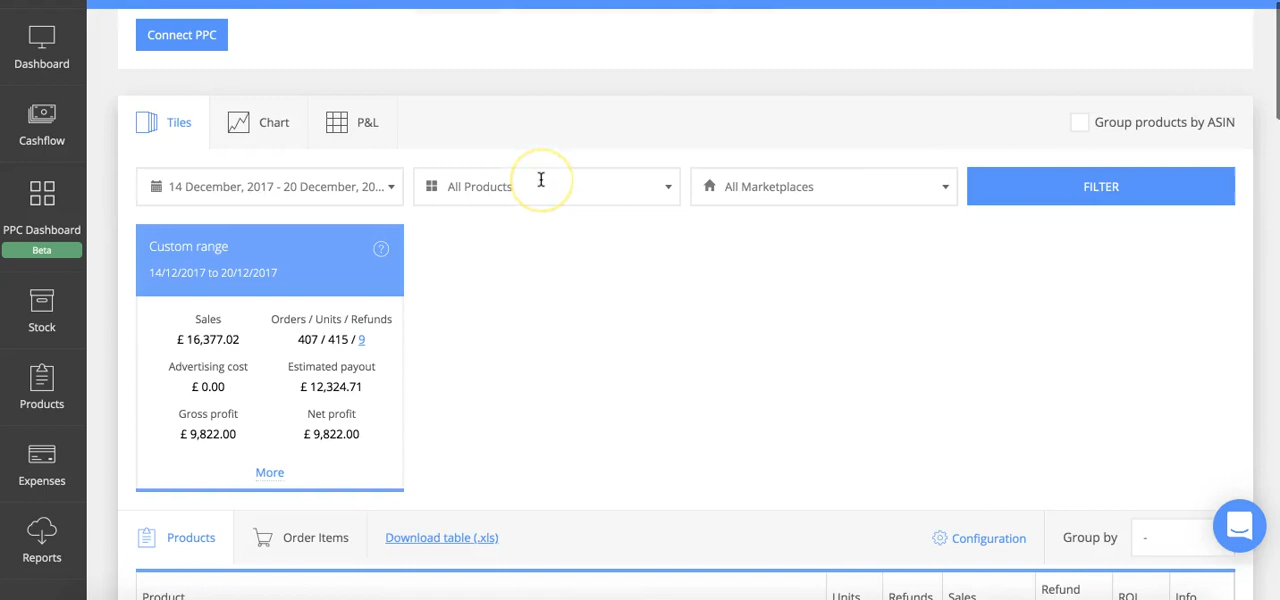 Connect PPC
Dashboard
Cashflow
PPC Dashboard
Beta
Stock
Products
Expenses
Reports
Tiles
Chart
P&L
Group products by ASIN
14 December, 2017 - 20 December, 20...
All Products
All Marketplaces
FILTER
Custom range
?
14/12/2017 to 20/12/2017
Sales
Orders / Units / Refunds
£ 16,377.02
407 / 415 / 9
Advertising cost
Estimated payout
£ 0.00
£ 12,324.71
Gross profit
Net profit
£ 9,822.00
£ 9,822.00
More
Products
Order Items
Download table (.xls)
Configuration
Group by
-
Product
Units
Refunds
Sales
Refund
ROI
Info